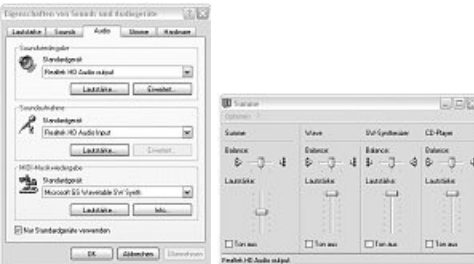 Eigenschaften von Sounds und Audiogeräte
Lautstärke Sounds Audio Stimme Hardware
Soundwiedergabe
Standardgerät
Realtek HD Audio output
Lautstärke... Erweitert...
Soundaufnahme
Standardgerät:
Realtek HD Audio Input
Lautstärke... Erweitert...
MIDI-Musikwiedergabe
Standardgerät:
Microsoft GS Wavetable SW Synth
Lautstärke... Info...
Nur Standardgeräte verwenden
OK Abbrechen Übernehmen
Summe
Optionen ?
Summe Wave SW-Synthesizer CD-Player
Balance: Balance: Balance: Balance:
Lautstärke: Lautstärke: Lautstärke: Lautstärke:
Ton aus Ton aus Ton aus Ton aus
Realtek HD Audio output